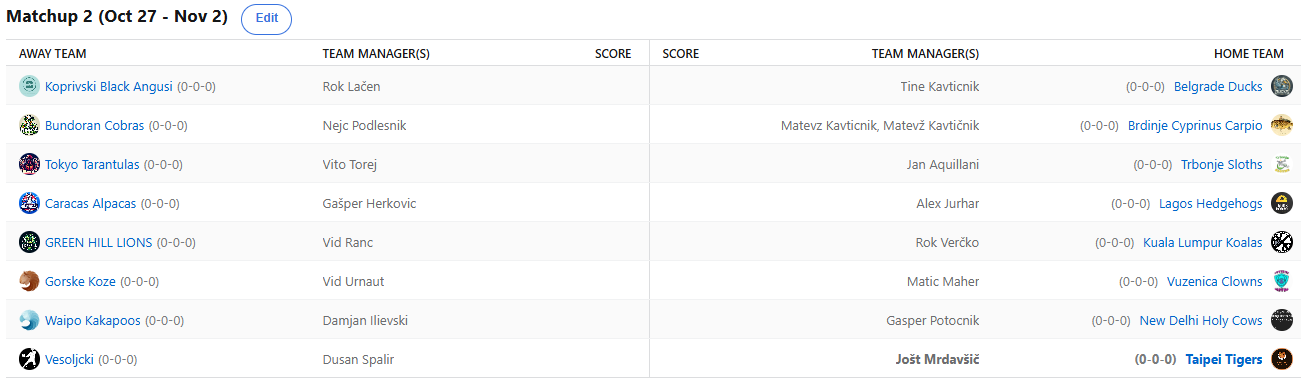 Matchup 2 (Oct 27 - Nov 2) Edit
AWAY TEAM TEAM MANAGER(S) SCORE SCORE TEAM MANAGER(S) HOME TEAM
Koprivski Black Angusi (0-0-0) Rok Lačen Tine Kavticnik (0-0-0) Belgrade Ducks
Bundoran Cobras (0-0-0) Nejc Podlesnik Matevz Kavticnik, Matevž Kavtičnik (0-0-0) Brdinje Cyprinus Carpio
Tokyo Tarantulas (0-0-0) Vito Torej Jan Aquillani (0-0-0) Trbonje Sloths
Caracas Alpacas (0-0-0) Gašper Herkovic Alex Jurhar (0-0-0) Lagos Hedgehogs
GREEN HILL LIONS (0-0-0) Vid Ranc Rok Verčko (0-0-0) Kuala Lumpur Koalas
Gorske Koze (0-0-0) Vid Urnaut Matic Maher (0-0-0) Vuzenica Clowns
Waipo Kakapoos (0-0-0) Damjan Ilievski Gasper Potocnik (0-0-0) New Delhi Holy Cows
Vesoljcki (0-0-0) Dusan Spalir Jošt Mrdavšič (0-0-0) Taipei Tigers